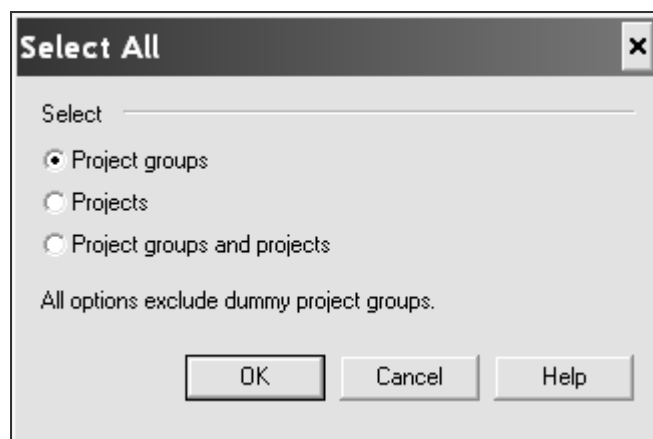 Select All
Select
Project groups
Projects
Project groups and projects
All options exclude dummy project groups.
OK Cancel Help